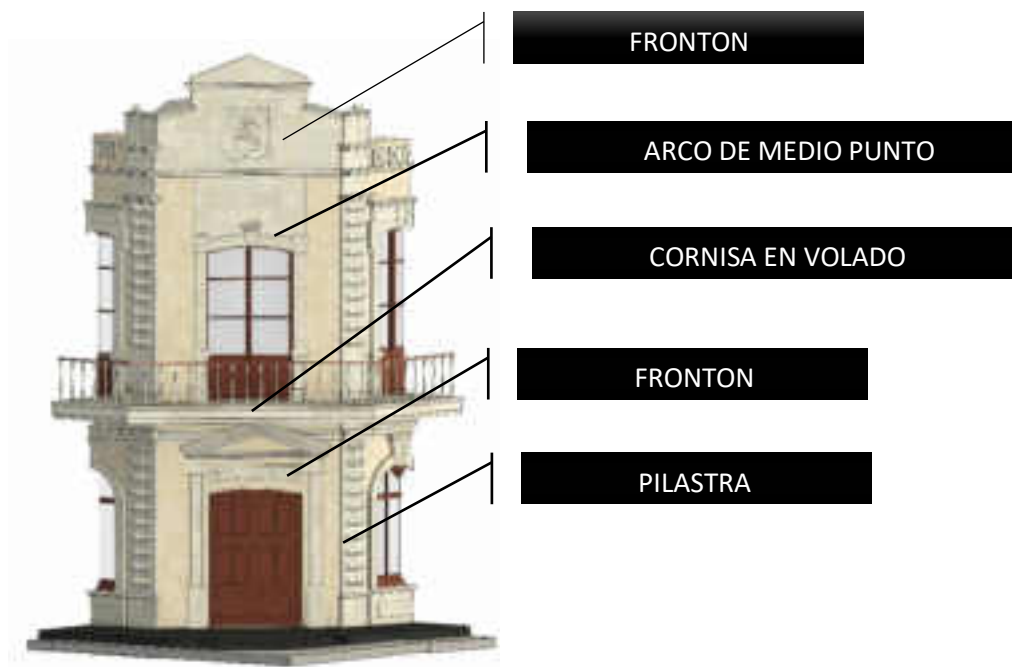 FRONTON
ARCO DE MEDIO PUNTO
CORNISA EN VOLADO
FRONTON
PILASTRA